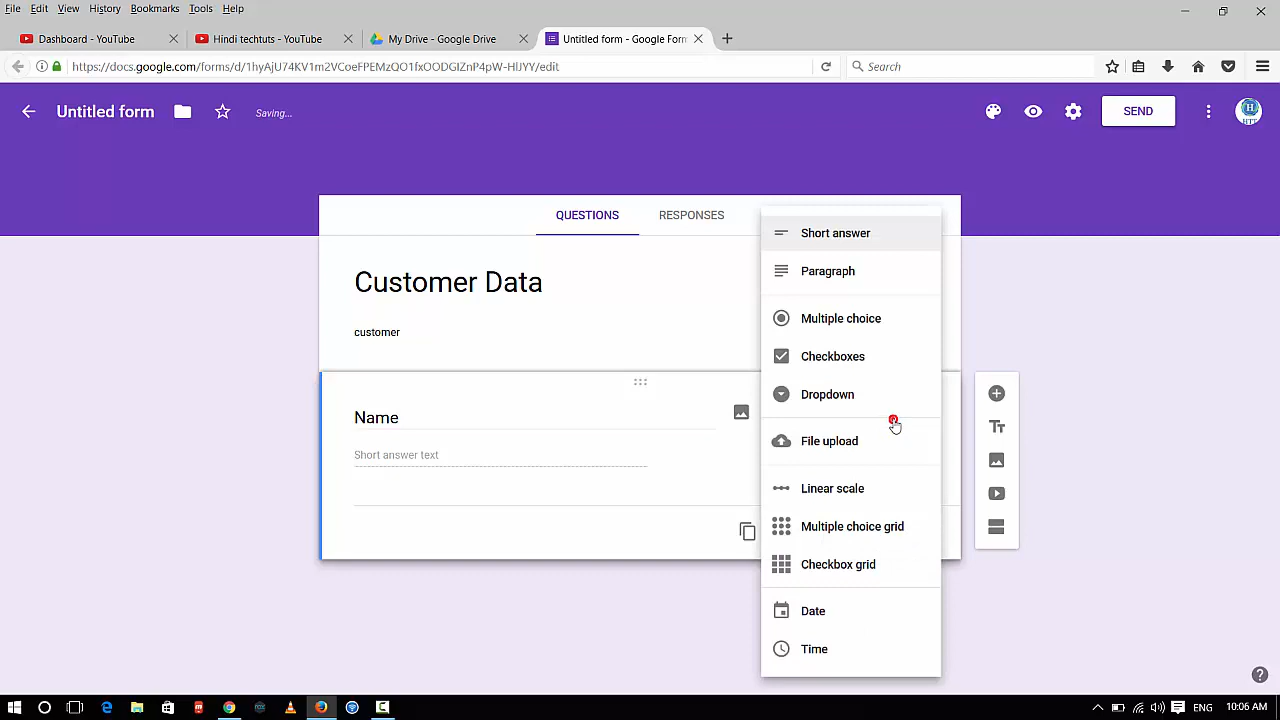 File Edit View History Bookmarks Tools Help
Dashboard - YouTube
Hindi techtuts - YouTube
My Drive - Google Drive
Untitled form - Google Form
https://docs.google.com/forms/d/1hyAjU74KV1m2VCoeFPEMzQO1fxOODGIZnP4pW-HlJYY/edit
Search
Untitled form
Saving...
SEND
QUESTIONS
RESPONSES
Customer Data
customer
Name
Short answer text
Short answer
Paragraph
Multiple choice
Checkboxes
Dropdown
File upload
Linear scale
Multiple choice grid
Checkbox grid
Date
Time
ENG
10:06 AM